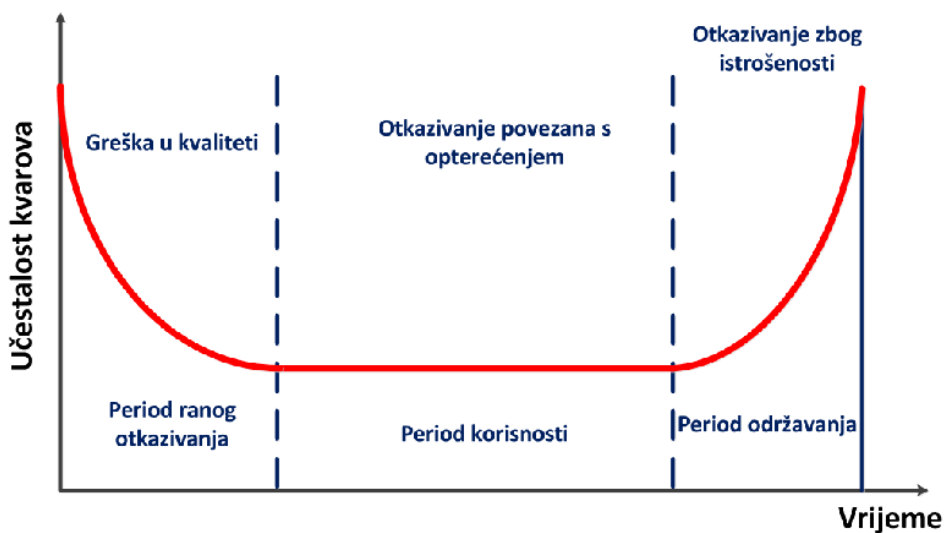 Otkazivanje zbog
istrošenosti
Greška u kvaliteti
Otkazivanje povezana s
opterećenjem
Učestalost kvarova
Period ranog
otkazivanja
Period korisnosti
Period održavanja
Vrijeme